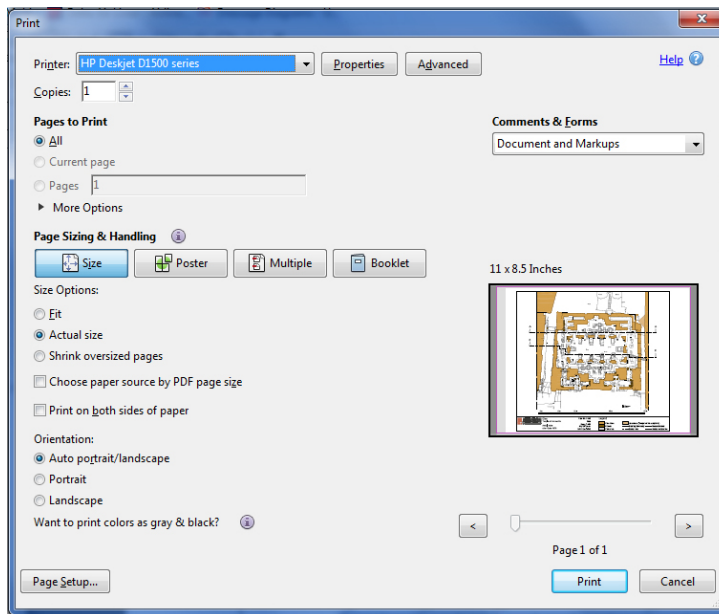 Print
Printer: HP Deskjet D1500 series Properties Advanced Help
Copies: 1
Pages to Print
All
Current page
Pages 1
More Options
Comments & Forms
Document and Markups
Page Sizing & Handling
Size Poster Multiple Booklet
Size Options:
Fit
Actual size
Shrink oversized pages
Choose paper source by PDF page size
Print on both sides of paper
Orientation:
Auto portrait/landscape
Portrait
Landscape
Want to print colors as gray & black?
11 x 8.5 Inches
< >
Page 1 of 1
Page Setup... Print Cancel